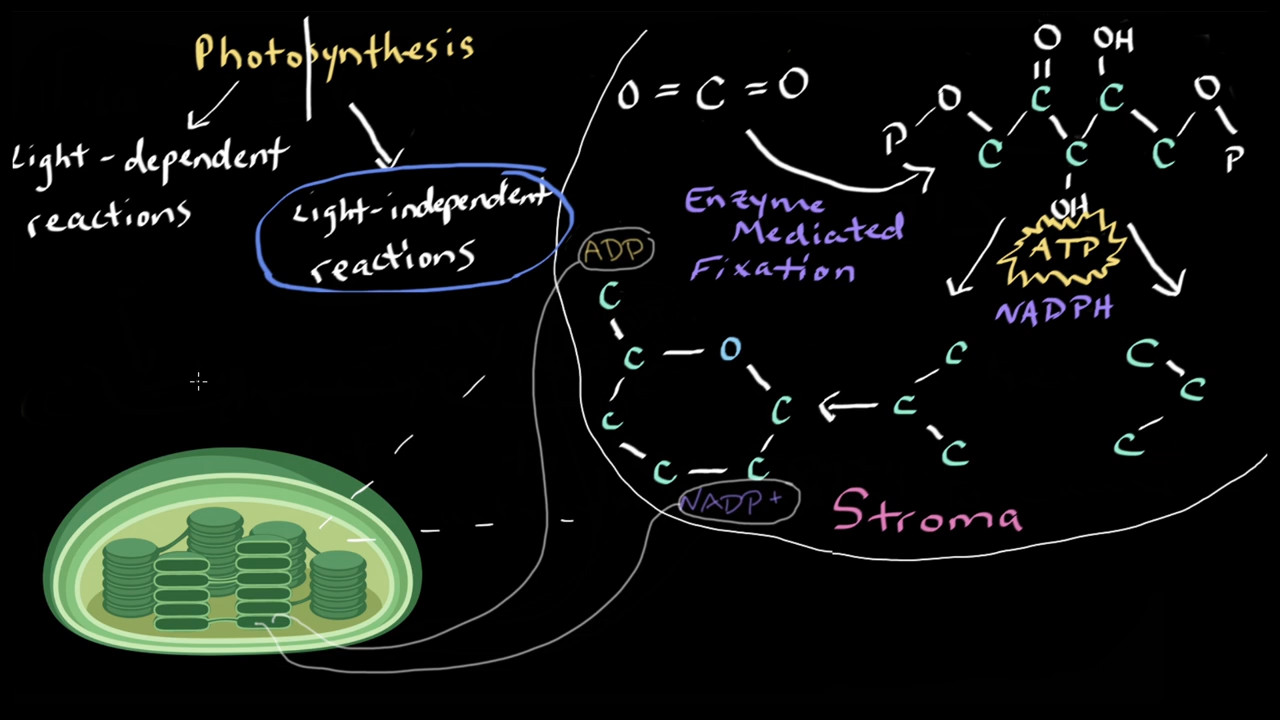 Photosynthesis
Light-dependent
reactions
Light-independent
reactions
O = C = O
Enzyme
Mediated
Fixation
O OH
P O C C O P
C C C
OH
ATP
NADPH
ADP
C
C O
C C
C C
NADP+
C
C
C
C
C
C
Stroma